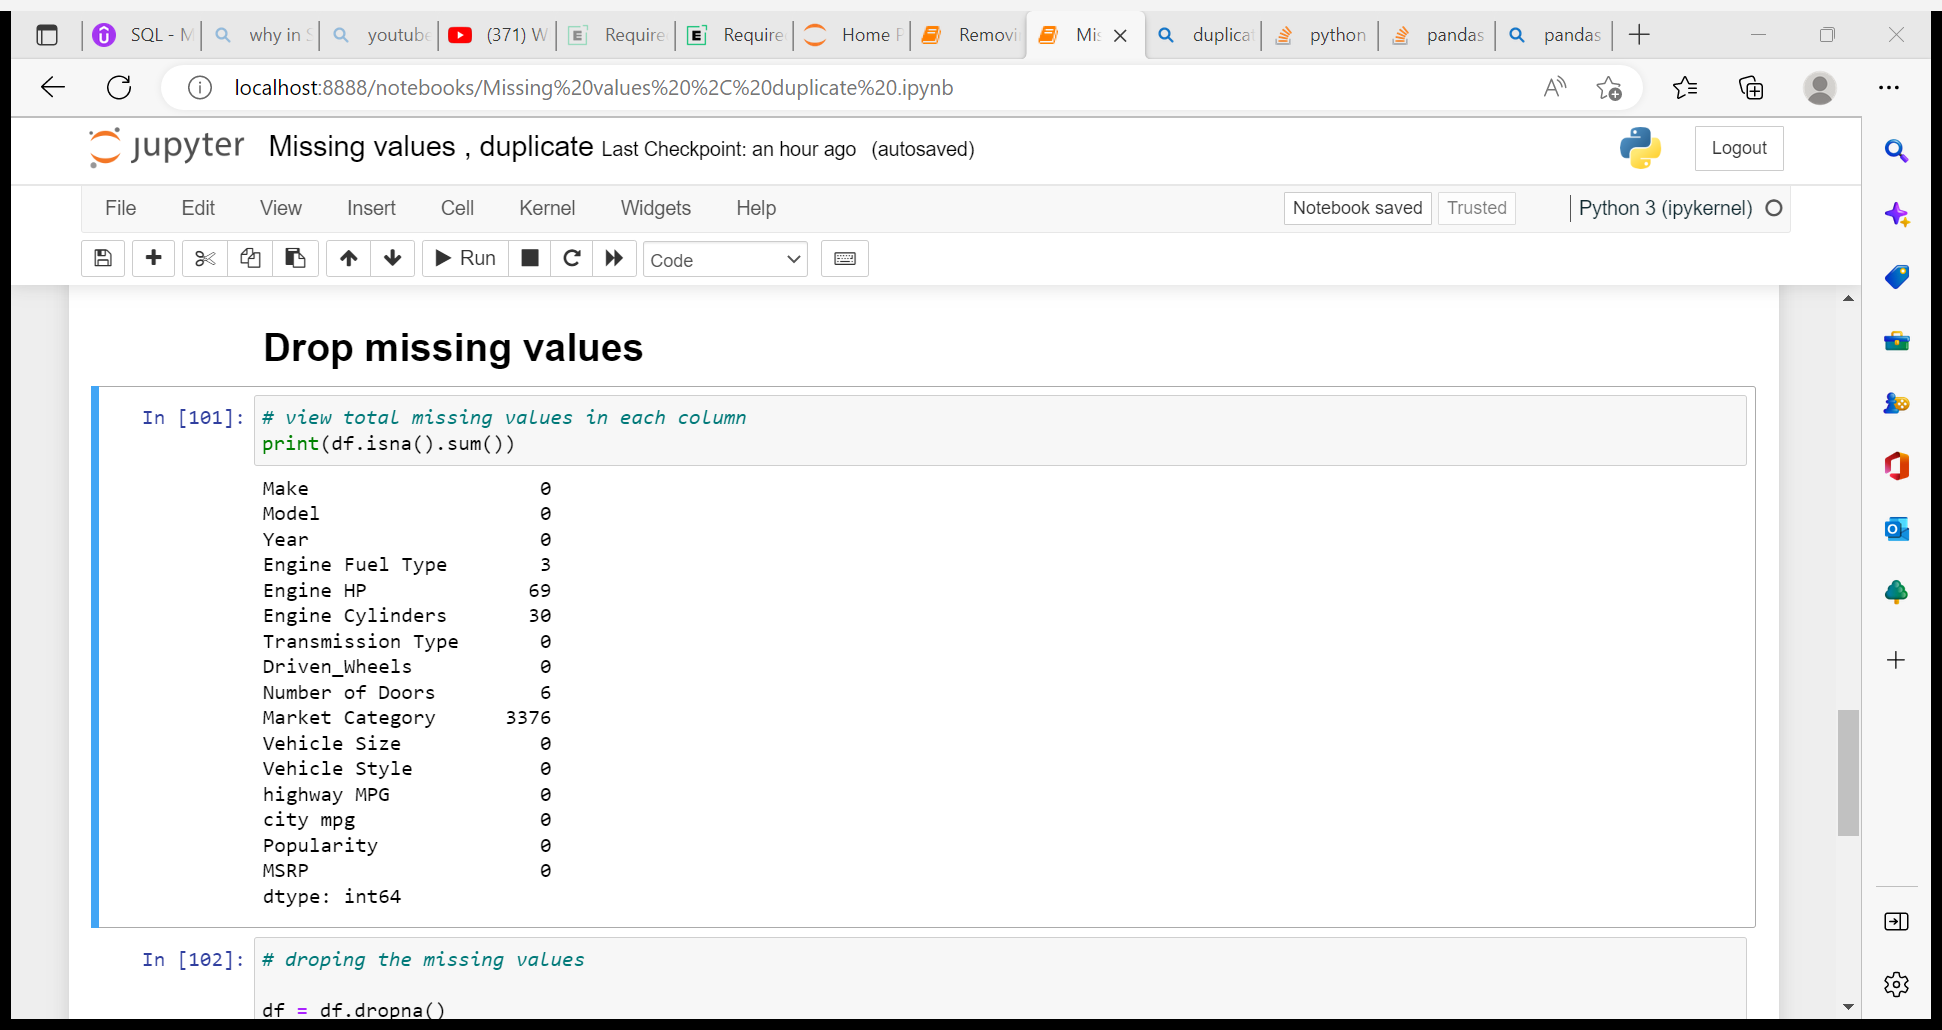 SQL - M
why in S
youtube
(371) W
Require
Require
Home P
Removi
Mis
duplicat
python
pandas
pandas
localhost:8888/notebooks/Missing%20values%20%2C%20duplicate%20.ipynb
jupyter Missing values , duplicate Last Checkpoint: an hour ago (autosaved)
Logout
File Edit View Insert Cell Kernel Widgets Help
Notebook saved Trusted Python 3 (ipykernel)
Run Code
Drop missing values
In [101]: # view total missing values in each column
print(df.isna().sum())
Make 0
Model 0
Year 0
Engine Fuel Type 3
Engine HP 69
Engine Cylinders 30
Transmission Type 0
Driven_Wheels 0
Number of Doors 6
Market Category 3376
Vehicle Size 0
Vehicle Style 0
highway MPG 0
city mpg 0
Popularity 0
MSRP 0
dtype: int64
In [102]: # droping the missing values
df = df.dropna()